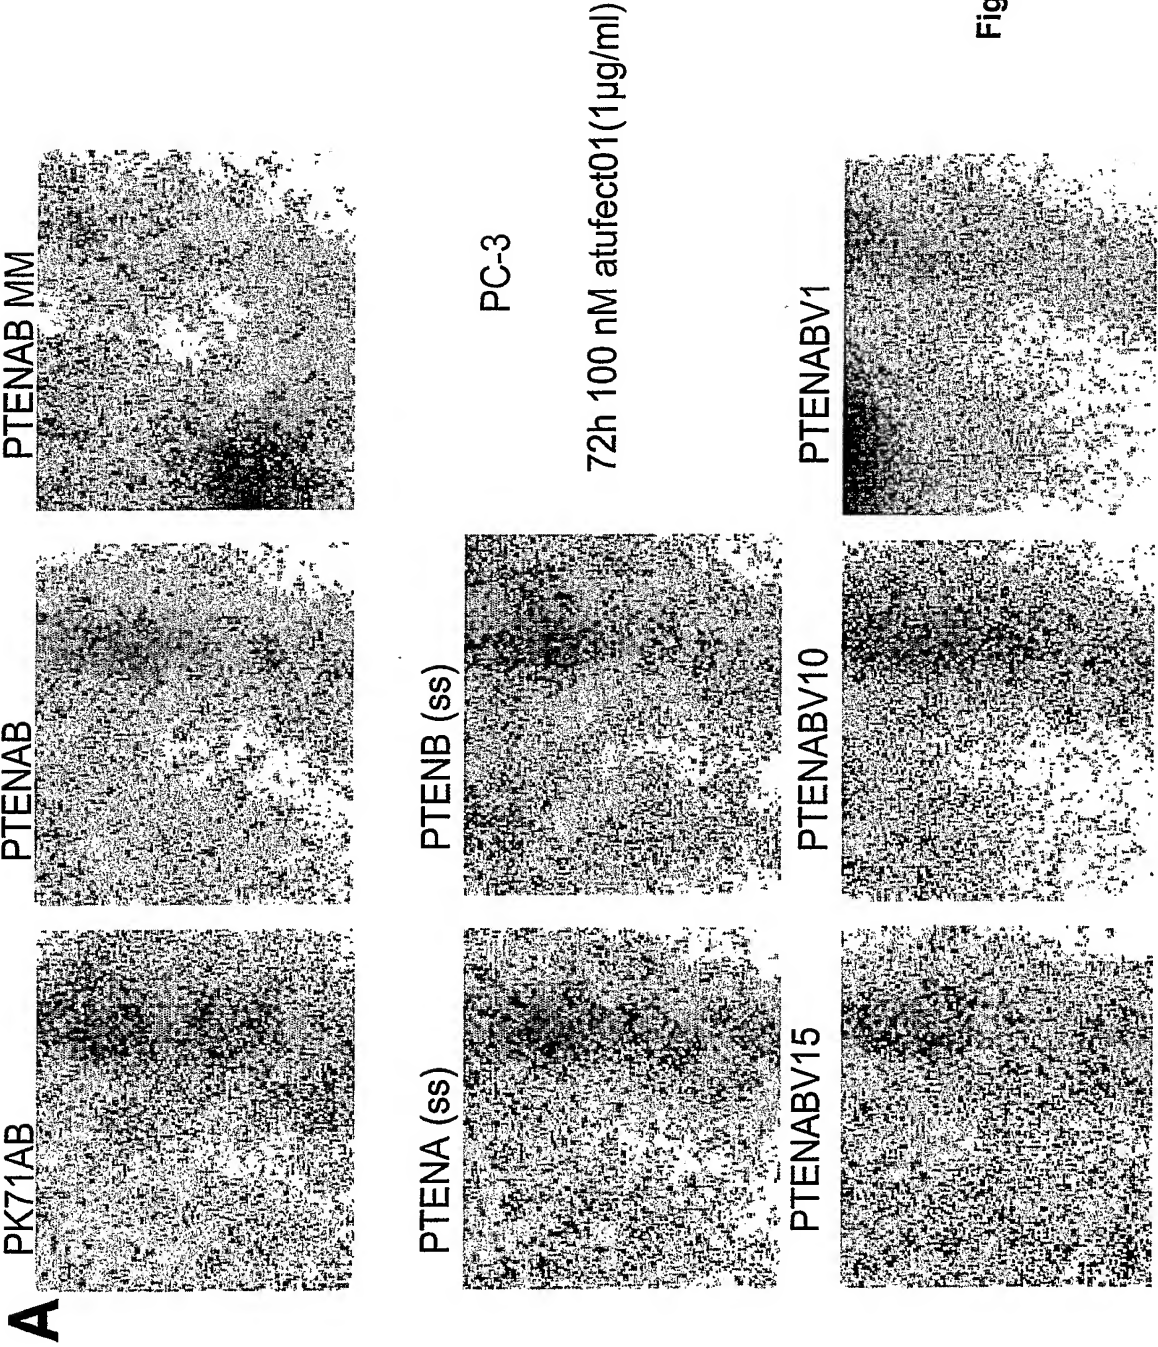 A
PK71AB
PTENAB
PTENAB MM
PTENA (ss)
PTENB (ss)
PC-3
72h 100 nM atufect01(1µg/ml)
PTENABV15
PTENABV10
PTENABV1
Fig